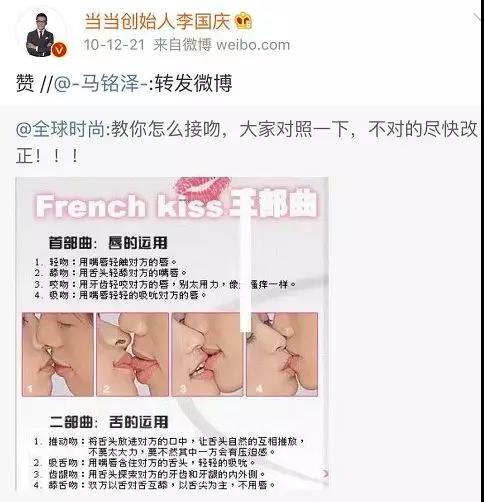 当当创始人李国庆
10-12-21 来自微博 weibo.com
赞 //@-马铭泽-:转发微博
@全球时尚:教你怎么接吻，大家对照一下，不对的尽快改
正！！！
French kiss 三部曲
首部曲：唇的运用
1. 轻吻：用嘴唇轻触对方的唇。
2. 舔吻：用舌头轻舔对方的嘴唇。
3. 咬吻：用牙齿轻咬对方的唇，别太用力，像 瘙痒一样。
4. 吸吻：用嘴唇轻轻的吸吮对方的唇。
1 2 3 4
二部曲：舌的运用
1. 推动吻：将舌头放进对方的口中，让舌头自然的互相推放，
不要太大力，要不然其中一方会有压迫感。
2. 吸舌吻：用嘴唇含住对方的舌头，轻轻的吸吮。
3. 齿龈吻：用舌头探索对方的牙齿和牙龈的内外侧。
4. 舔舌吻：双方以舌对舌互舔，以舌尖为主，不用唇。